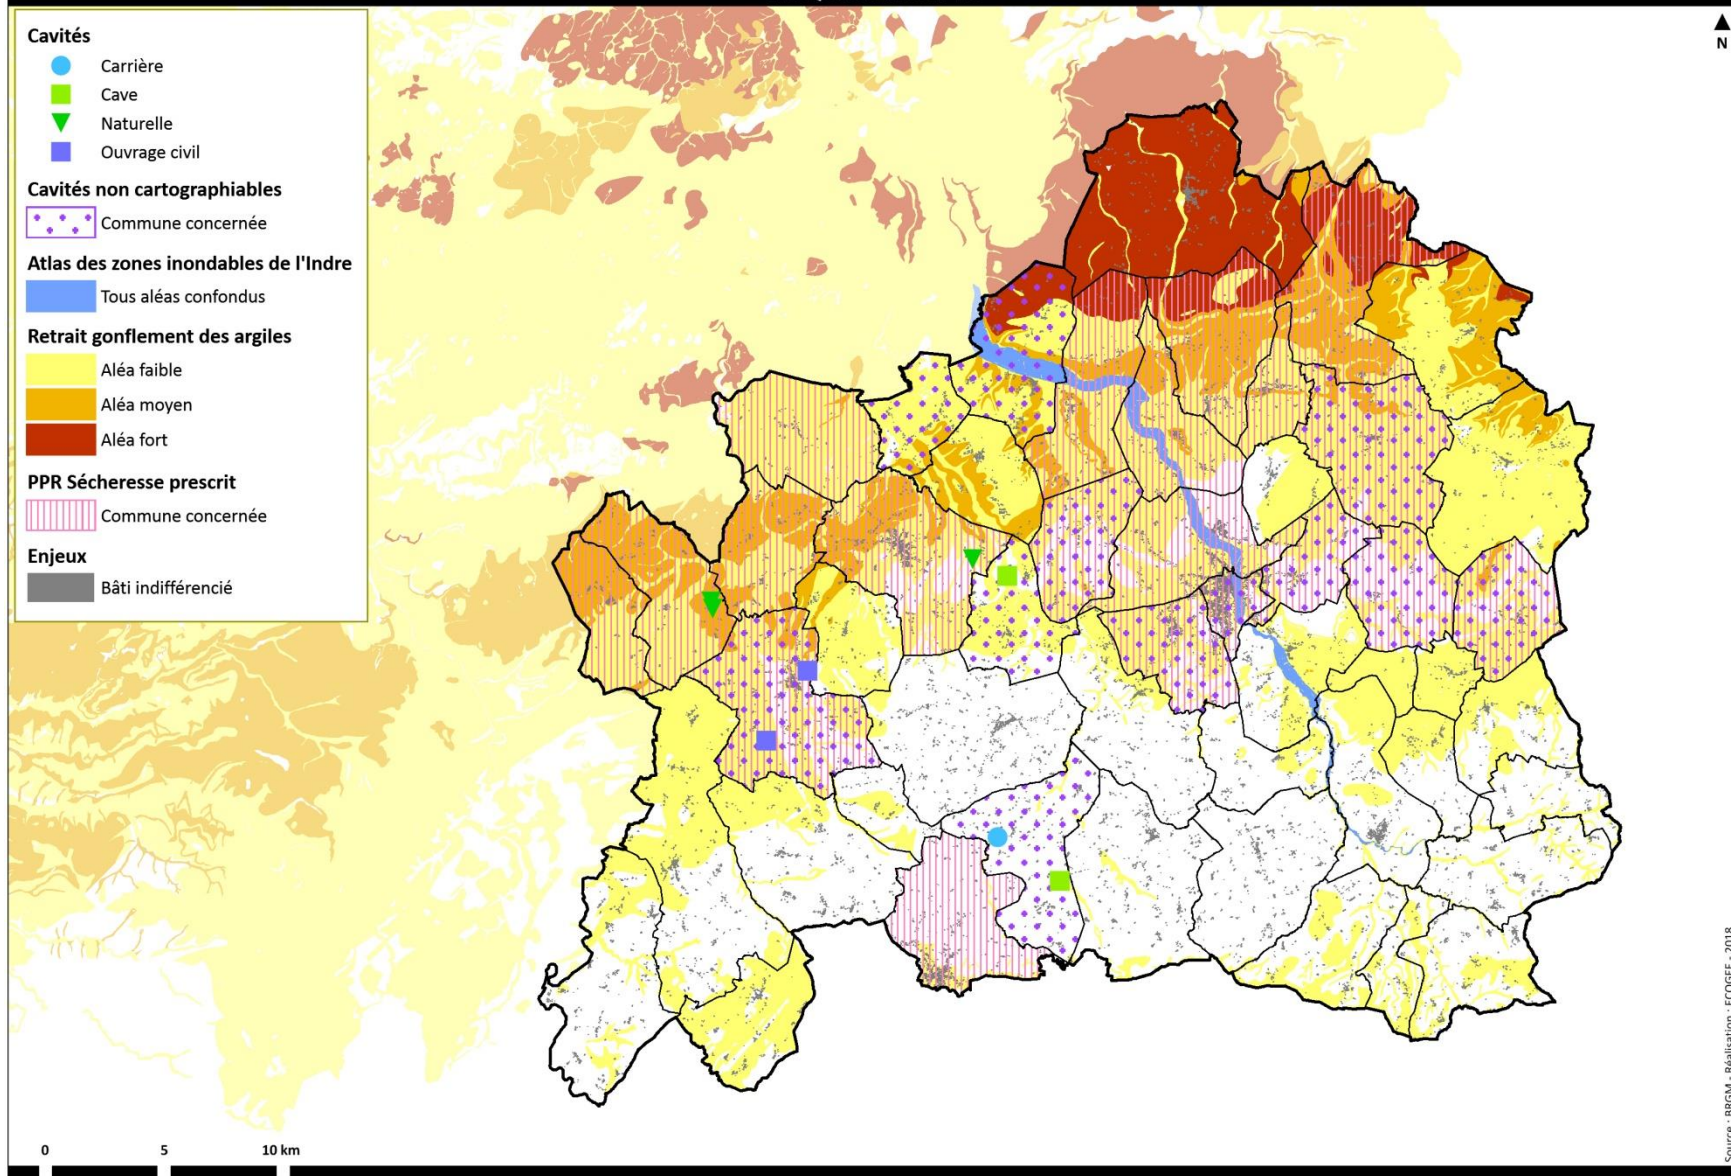 Cavités
Carrière
Cave
Naturelle
Ouvrage civil
Cavités non cartographiables
Commune concernée
Atlas des zones inondables de l'Indre
Tous aléas confondus
Retrait gonflement des argiles
Aléa faible
Aléa moyen
Aléa fort
PPR Sécheresse prescrit
Commune concernée
Enjeux
Bâti indifférencié
N
0 5 10 km
Source : BRGM - Réalisation : ECOGEE - 2018